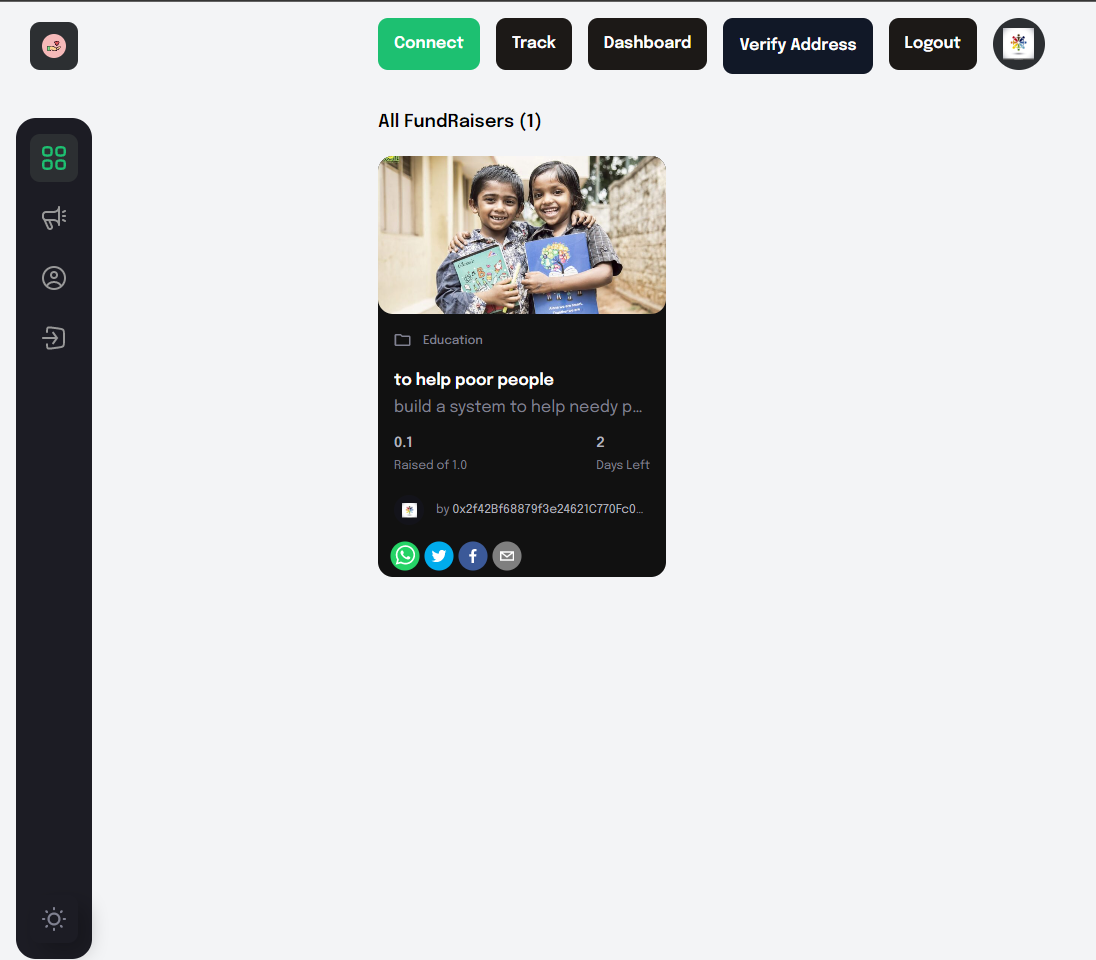 Connect
Track
Dashboard
Verify Address
Logout
All FundRaisers (1)
Education
to help poor people
build a system to help needy p...
0.1
2
Raised of 1.0
Days Left
by 0x2f42Bf68879f3e24621C770Fc0...